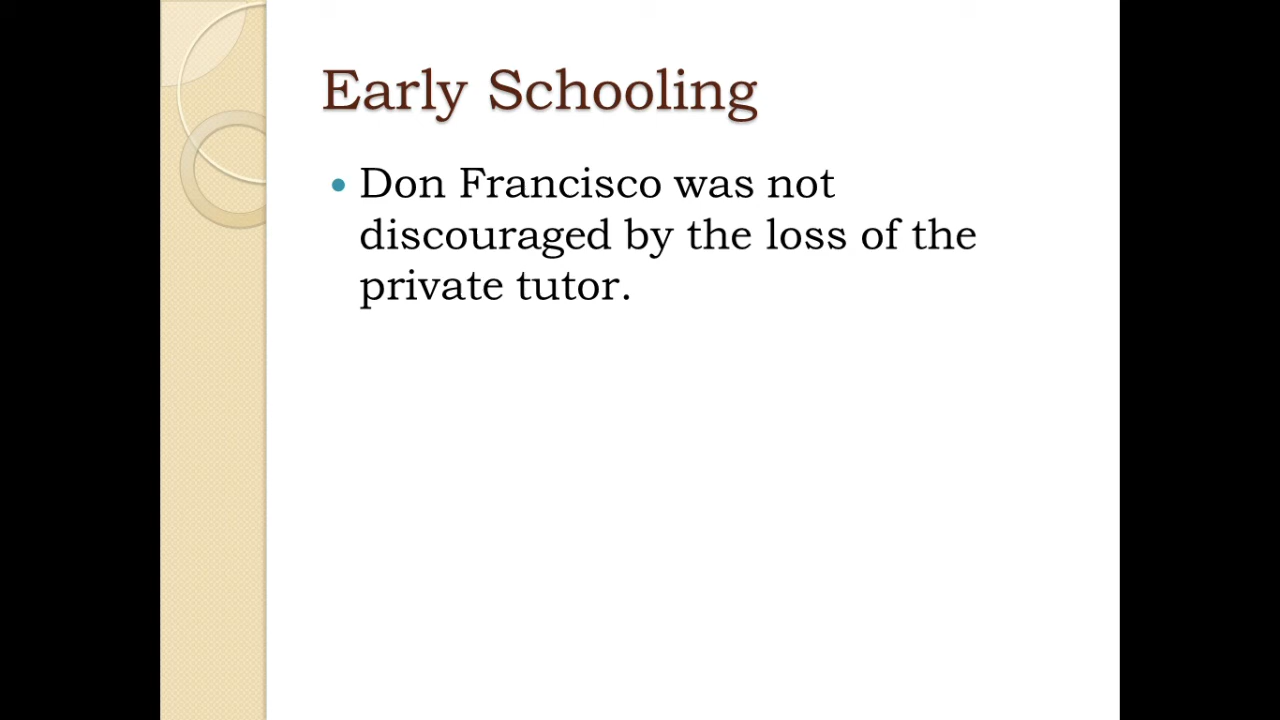 Early Schooling
• Don Francisco was not
discouraged by the loss of the
private tutor.